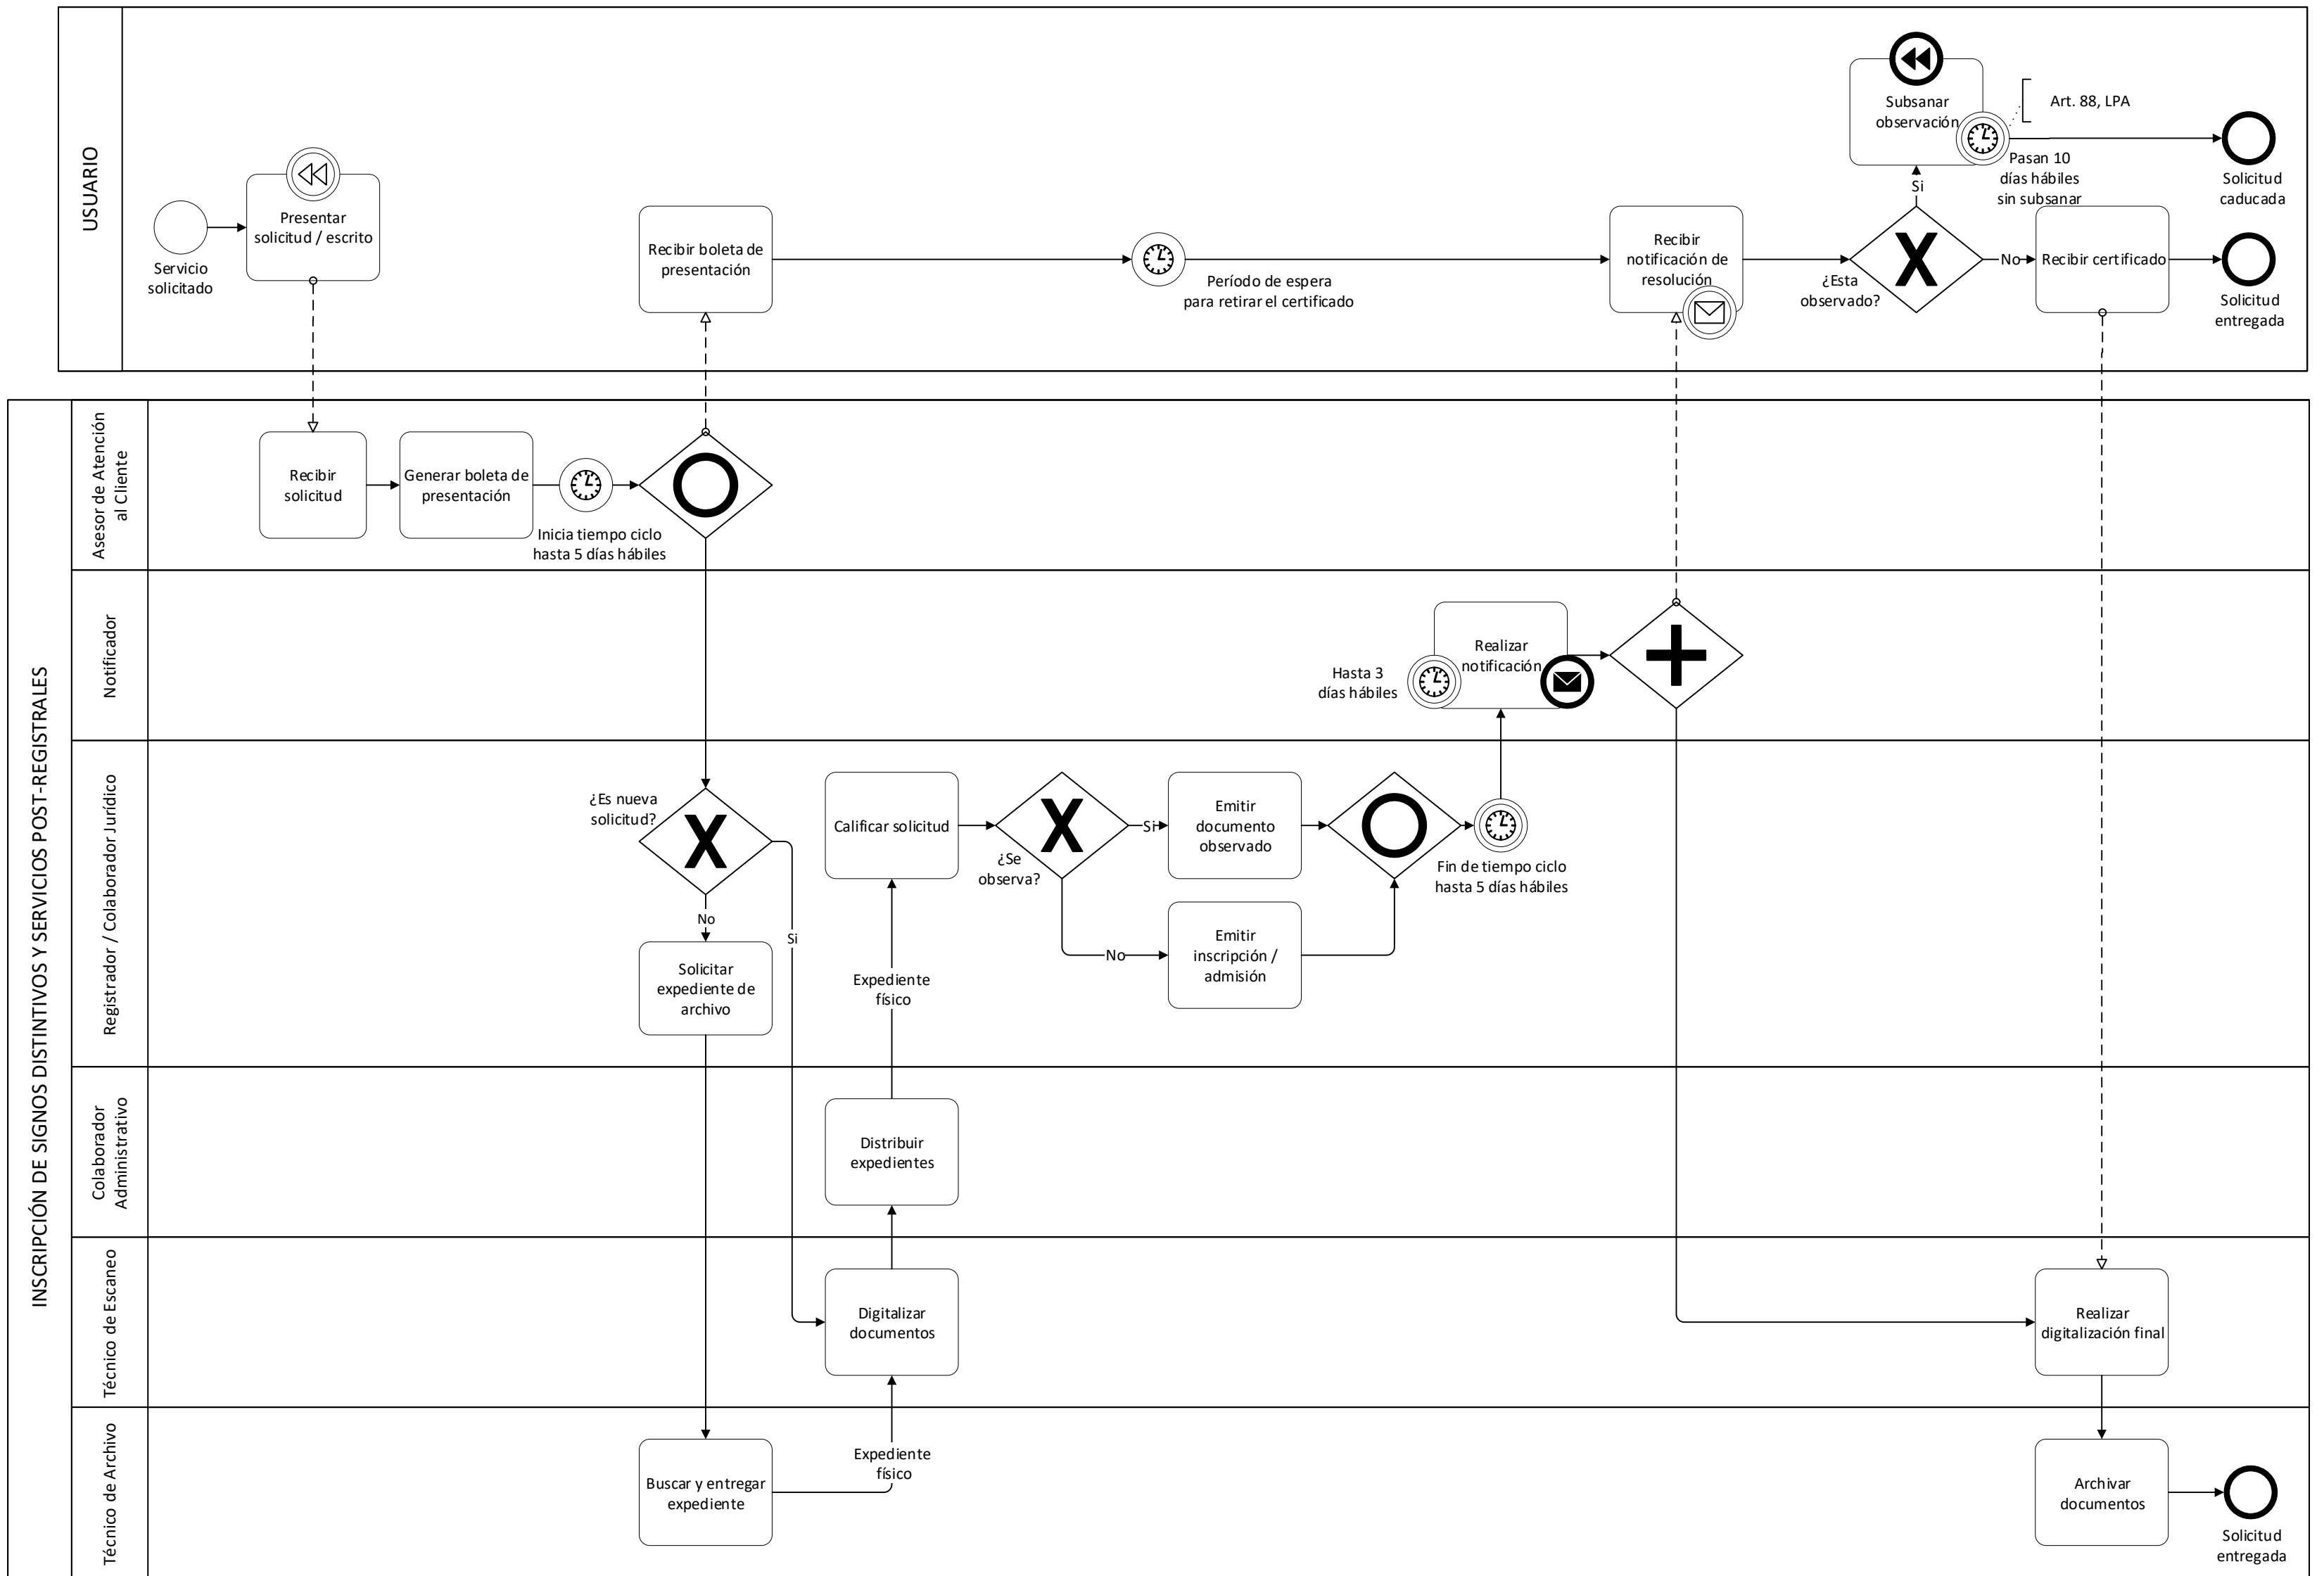 USUARIO
Servicio
solicitado
Presentar
solicitud / escrito
Recibir boleta de
presentación
Período de espera
para retirar el certificado
Recibir
notificación de
resolución
¿Esta
observado?
Si
No
Subsanar
observación
Art. 88, LPA
Pasan 10
días hábiles
sin subsanar
Solicitud
caducada
Recibir certificado
Solicitud
entregada
INSCRIPCIÓN DE SIGNOS DISTINTIVOS Y SERVICIOS POST-REGISTRALES
Asesor de Atención
al Cliente
Recibir
solicitud
Generar boleta de
presentación
Inicia tiempo ciclo
hasta 5 días hábiles
Notificador
Hasta 3
días hábiles
Realizar
notificación
Registrador / Colaborador Jurídico
¿Es nueva
solicitud?
No
Si
Solicitar
expediente de
archivo
Calificar solicitud
¿Se
observa?
Si
No
Emitir
documento
observado
Emitir
inscripción /
admisión
Fin de tiempo ciclo
hasta 5 días hábiles
Expediente
físico
Colaborador
Administrativo
Distribuir
expedientes
Técnico de Escaneo
Digitalizar
documentos
Realizar
digitalización final
Técnico de Archivo
Buscar y entregar
expediente
Expediente
físico
Archivar
documentos
Solicitud
entregada